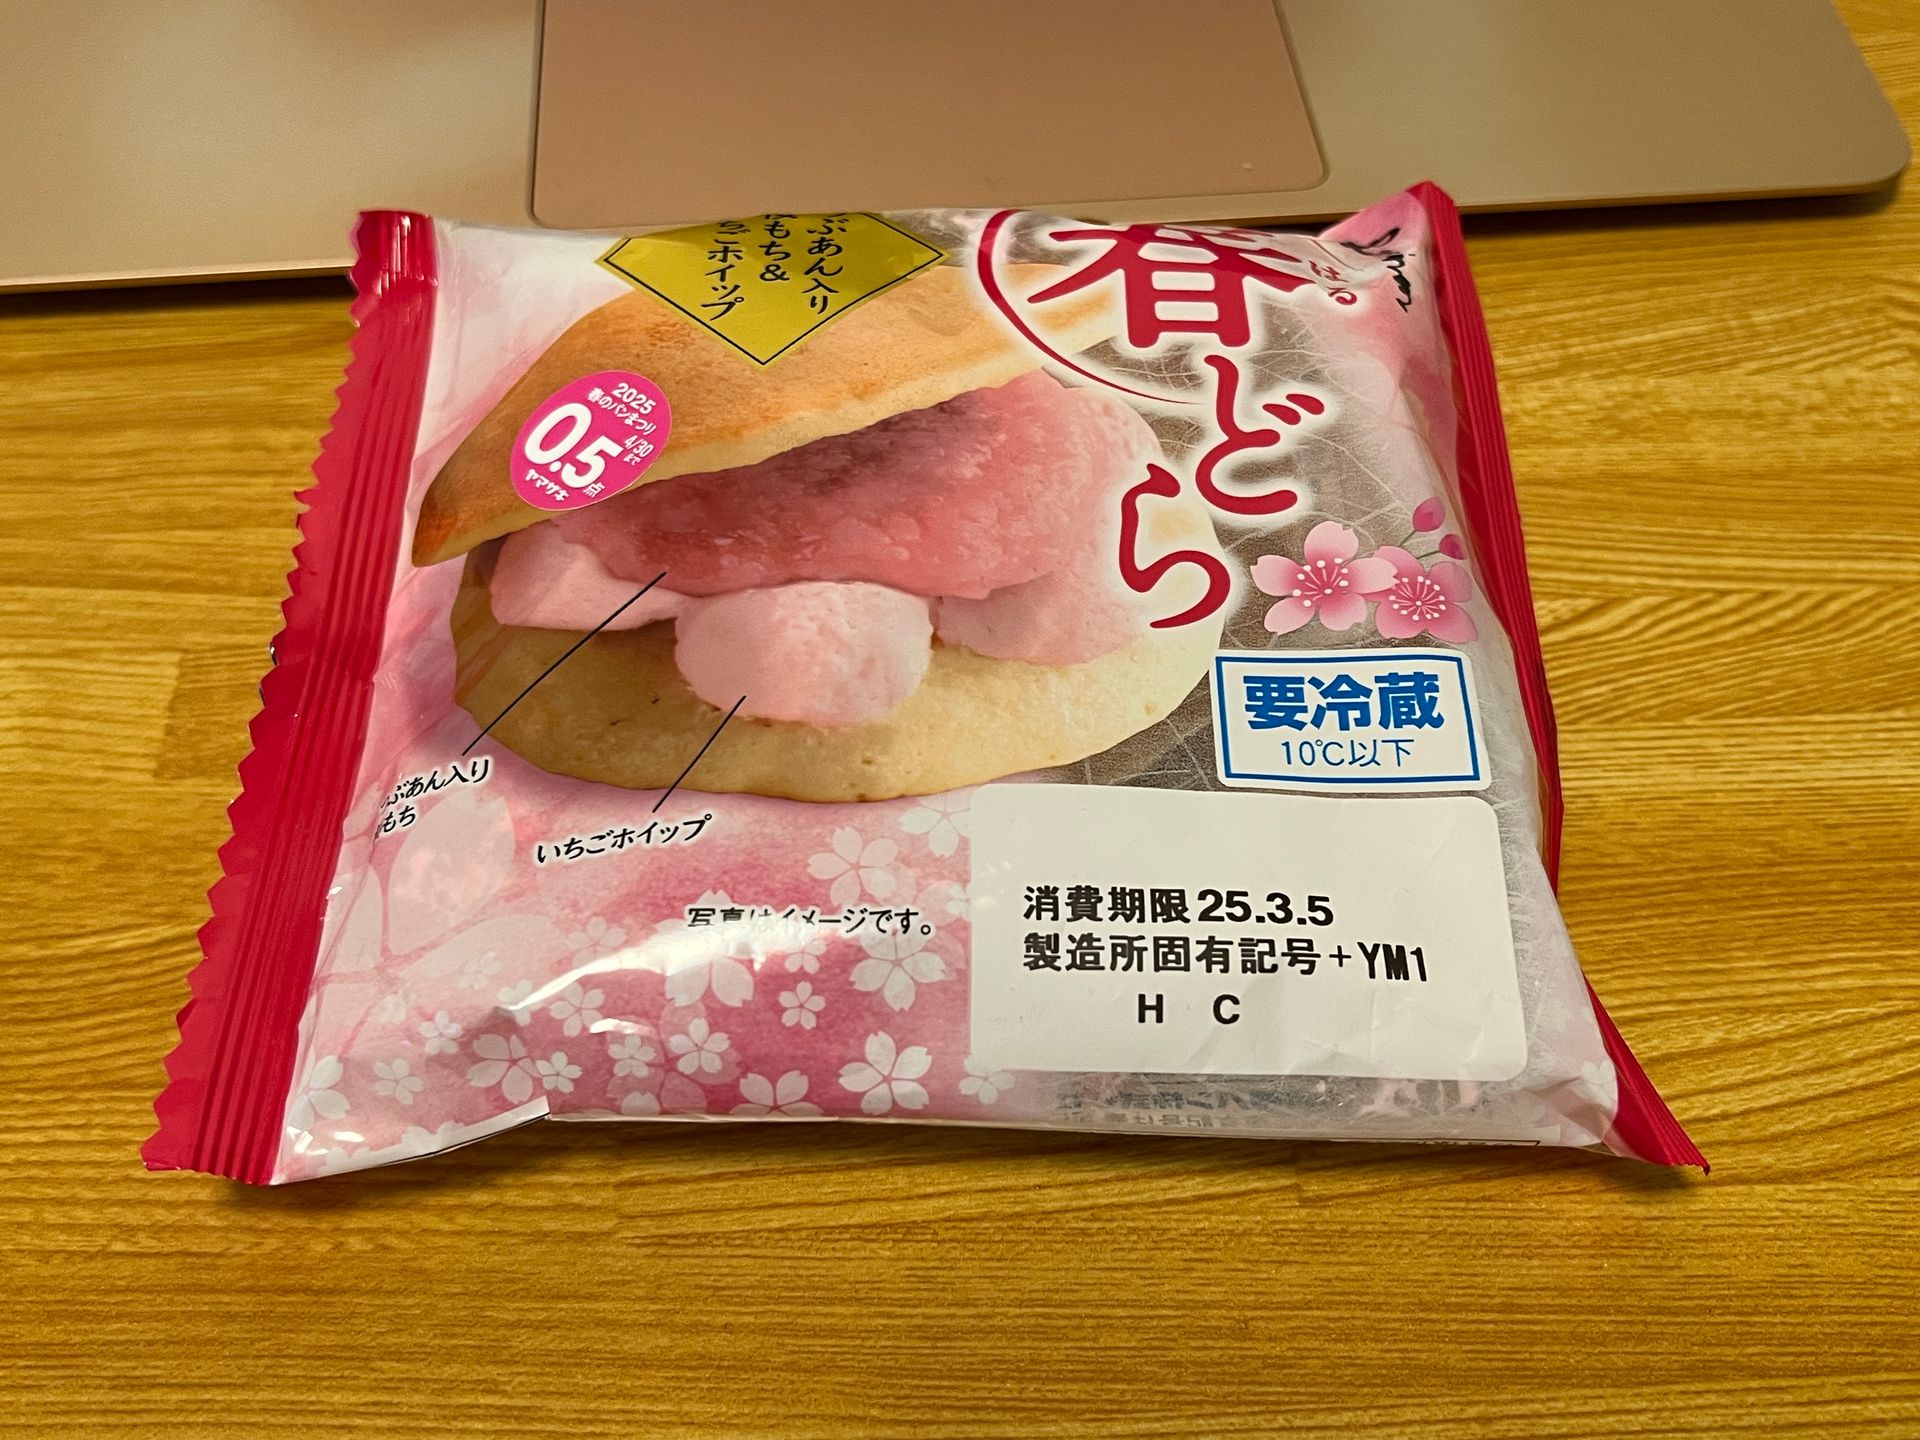 ぶあん入り
もち&
ごホイップ
春
はる
どら
2025
春のパンまつり
0.5点
4/30
まで
ヤマザキ
ぶあん入り
もち
いちごホイップ
写真はイメージです。
要冷蔵
10℃以下
消費期限 25.3.5
製造所固有記号+YM1
H C